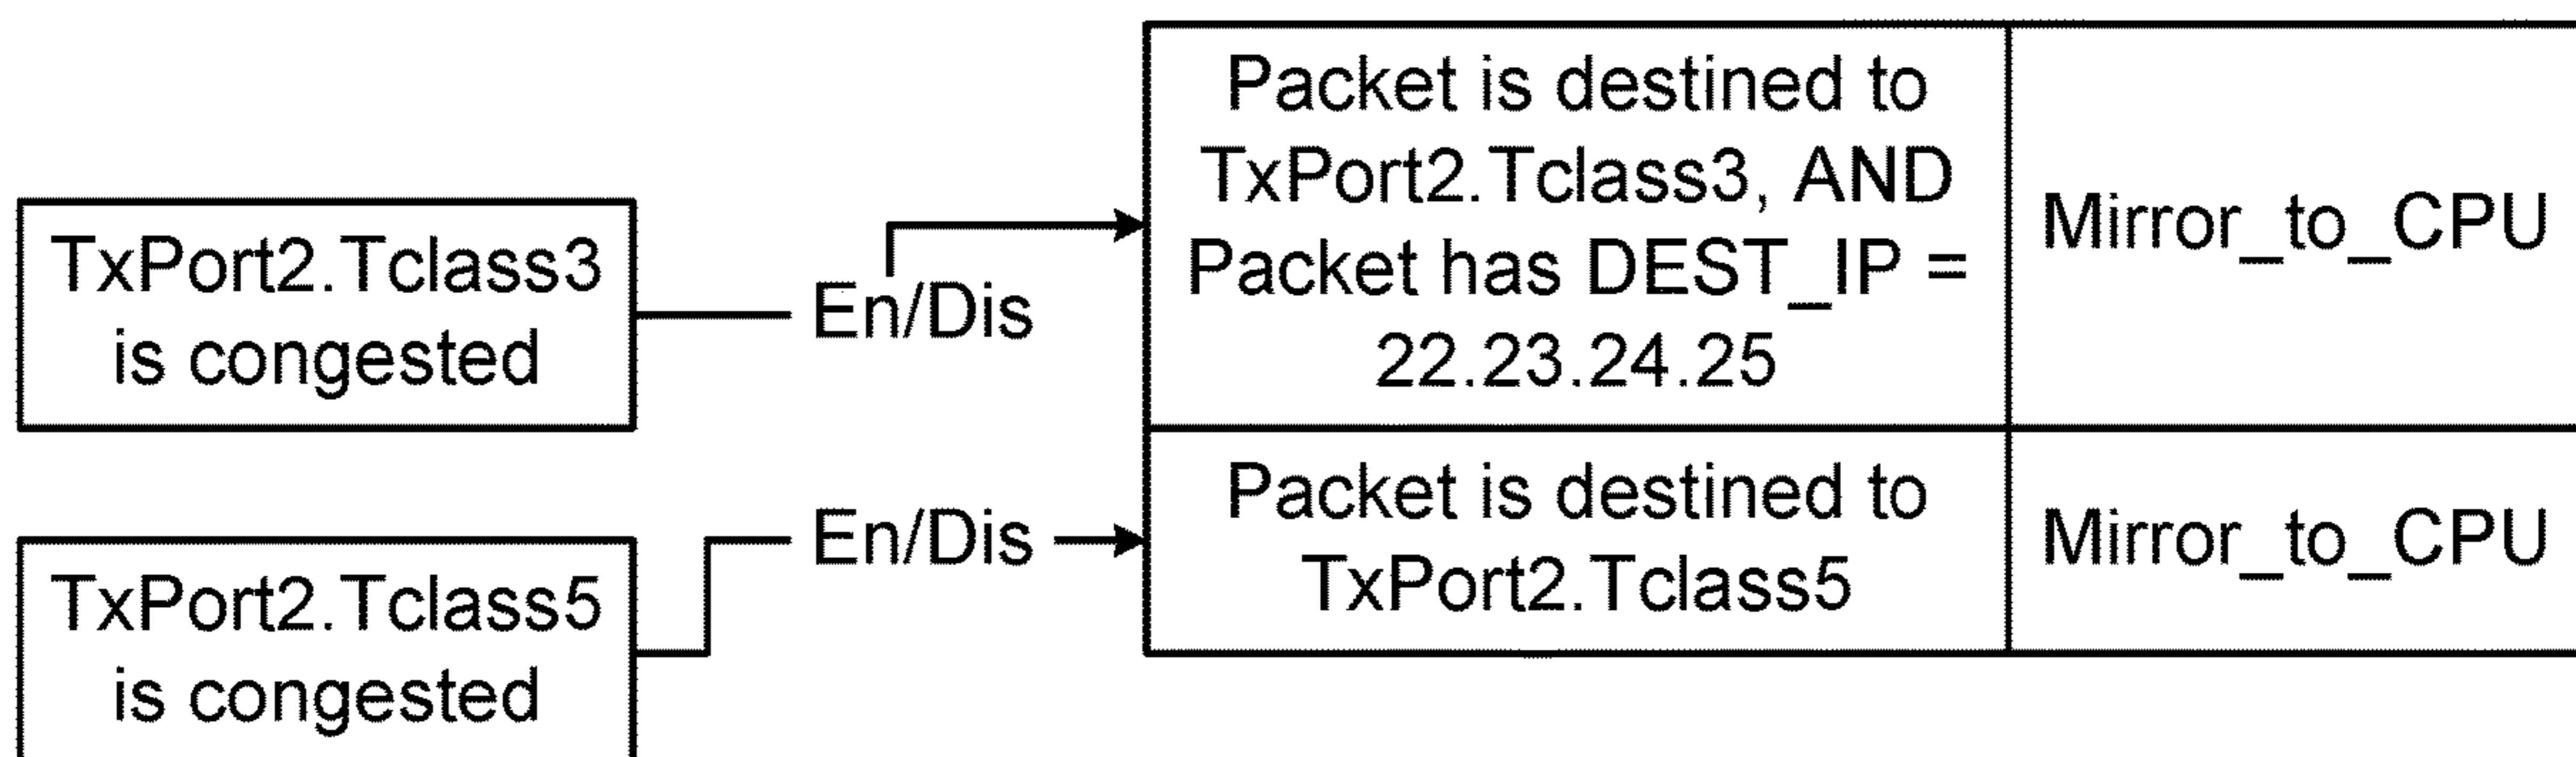 TxPort2.Tclass3
is congested
En/Dis
Packet is destined to
TxPort2.Tclass3, AND
Packet has DEST_IP =
22.23.24.25
Mirror_to_CPU
TxPort2.Tclass5
is congested
En/Dis
Packet is destined to
TxPort2.Tclass5
Mirror_to_CPU